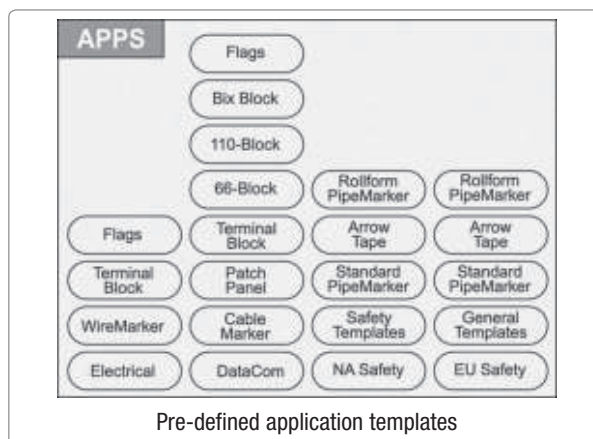 APPS
Flags
Bix Block
110-Block
66-Block
Rollform
PipeMarker
Rollform
PipeMarker
Flags
Terminal
Block
Arrow
Tape
Arrow
Tape
Terminal
Block
Patch
Panel
Standard
PipeMarker
Standard
PipeMarker
WireMarker
Cable
Marker
Safety
Templates
General
Templates
Electrical
DataCom
NA Safety
EU Safety
Pre-defined application templates